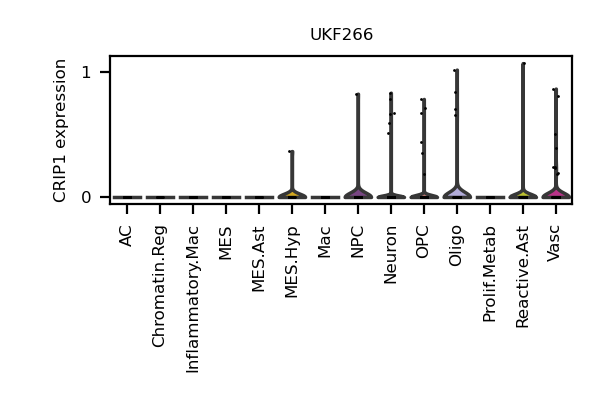 UKF266
CRIP1 expression
1
0
AC
Chromatin.Reg
Inflammatory.Mac
MES
MES.Ast
MES.Hyp
Mac
NPC
Neuron
OPC
Oligo
Prolif.Metab
Reactive.Ast
Vasc